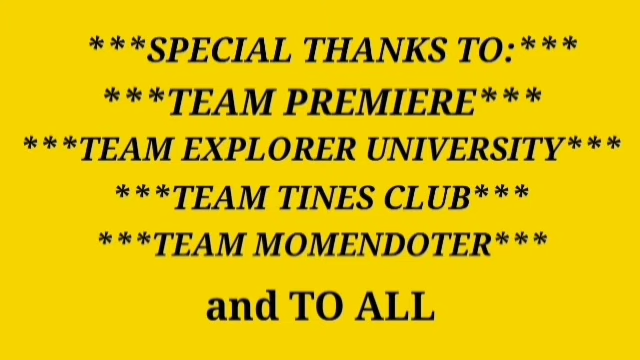 ***SPECIAL THANKS TO:***
***TEAM PREMIERE***
***TEAM EXPLORER UNIVERSITY***
***TEAM TINES CLUB***
***TEAM MOMENDOTER***
and TO ALL